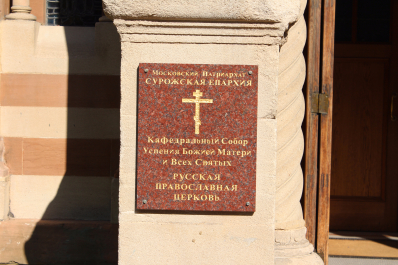 Московский Патриархат
СУРОЖСКАЯ ЕПАРХИЯ
Кафедральный Собор
Успения Божией Матери
и Всех Святых
РУССКАЯ
ПРАВОСЛАВНАЯ
ЦЕРКОВЬ